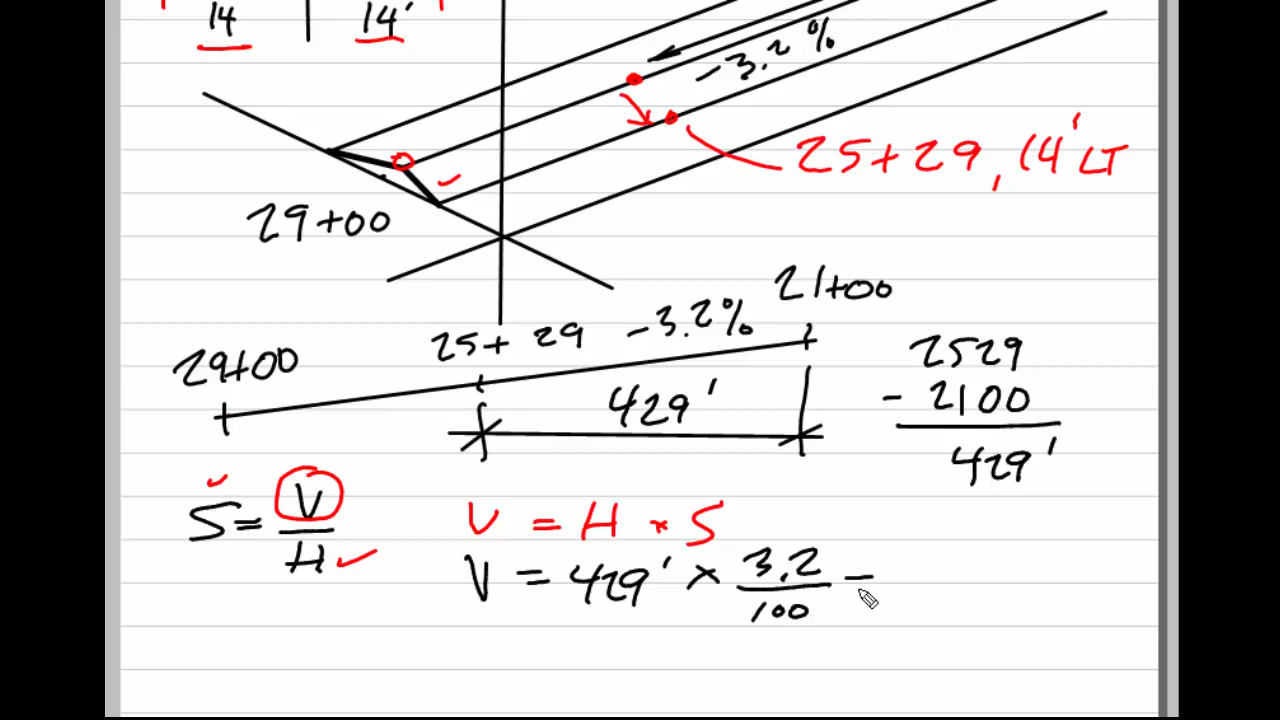 14 14'
-3.2%
25+29, 14' LT
29+00
21+00
29+00 25+29 -3.2%
429'
2529
- 2100
429'
S = V/H
V = H * S
V = 429' × 3.2/100 =